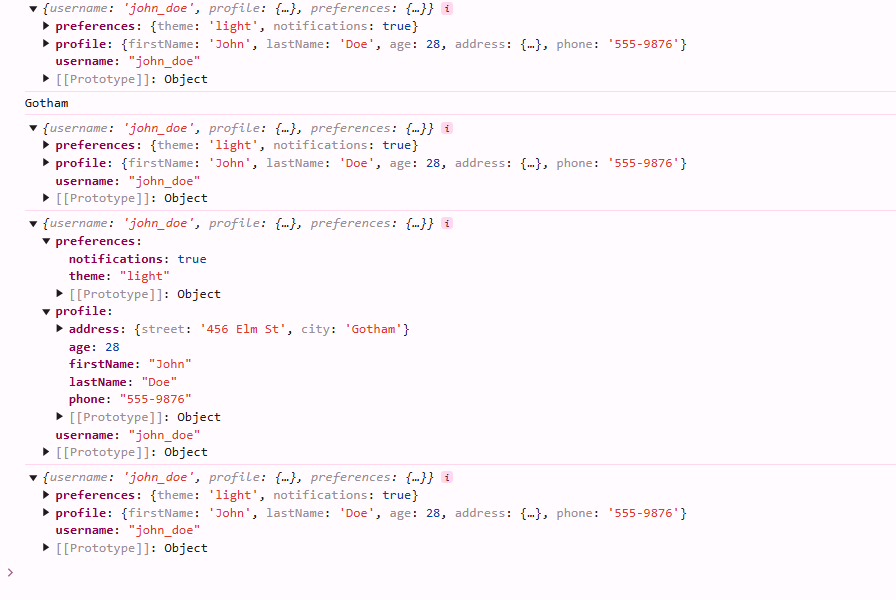 ▼ {username: 'john_doe', profile: {…}, preferences: {…}} i
▶ preferences: {theme: 'light', notifications: true}
▶ profile: {firstName: 'John', lastName: 'Doe', age: 28, address: {…}, phone: '555-9876'}
username: "john_doe"
▶ [[Prototype]]: Object
Gotham
▼ {username: 'john_doe', profile: {…}, preferences: {…}} i
▶ preferences: {theme: 'light', notifications: true}
▶ profile: {firstName: 'John', lastName: 'Doe', age: 28, address: {…}, phone: '555-9876'}
username: "john_doe"
▶ [[Prototype]]: Object
▼ {username: 'john_doe', profile: {…}, preferences: {…}} i
▼ preferences:
notifications: true
theme: "light"
▶ [[Prototype]]: Object
▼ profile:
▶ address: {street: '456 Elm St', city: 'Gotham'}
age: 28
firstName: "John"
lastName: "Doe"
phone: "555-9876"
▶ [[Prototype]]: Object
username: "john_doe"
▶ [[Prototype]]: Object
▼ {username: 'john_doe', profile: {…}, preferences: {…}} i
▶ preferences: {theme: 'light', notifications: true}
▶ profile: {firstName: 'John', lastName: 'Doe', age: 28, address: {…}, phone: '555-9876'}
username: "john_doe"
▶ [[Prototype]]: Object
>